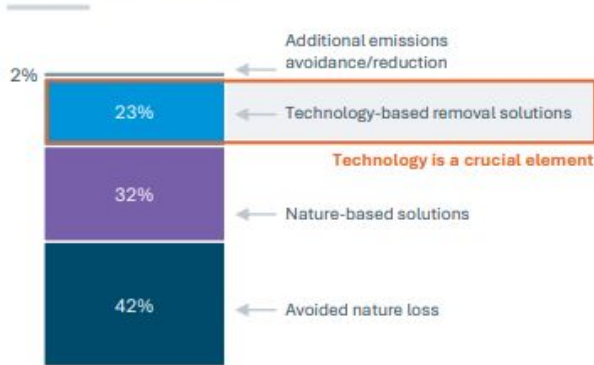 Additional emissions
avoidance/reduction
2%
23%
Technology-based removal solutions
Technology is a crucial element
32%
Nature-based solutions
42%
Avoided nature loss